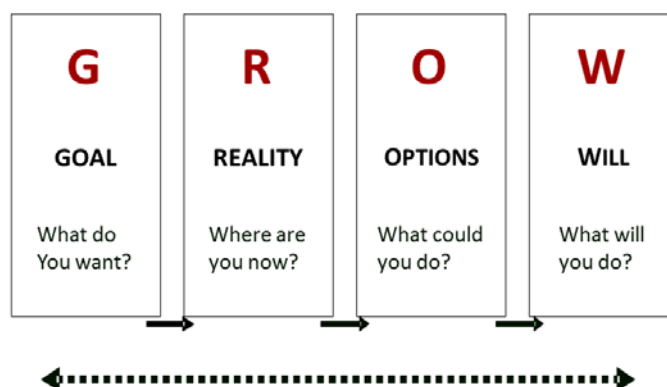 G
GOAL
What do
You want?
R
REALITY
Where are
you now?
O
OPTIONS
What could
you do?
W
WILL
What will
you do?